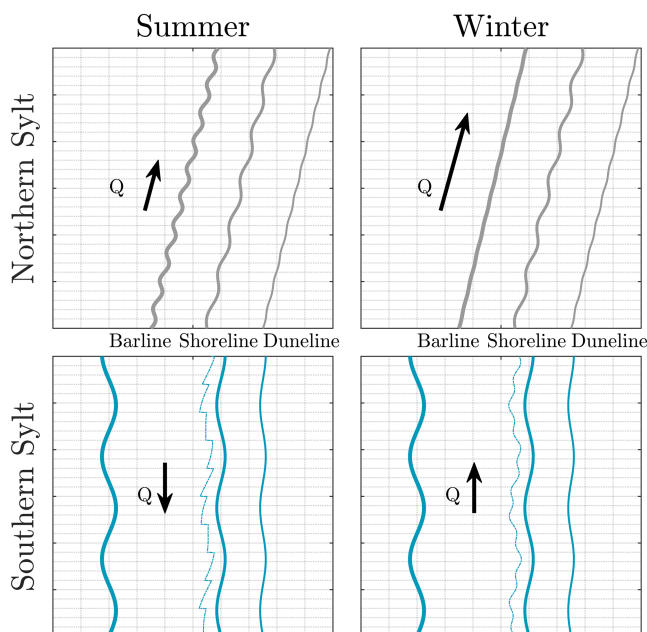 Summer
Winter
Northern Sylt
Q
Q
Barline Shoreline Duneline
Barline Shoreline Duneline
Southern Sylt
Q
Q